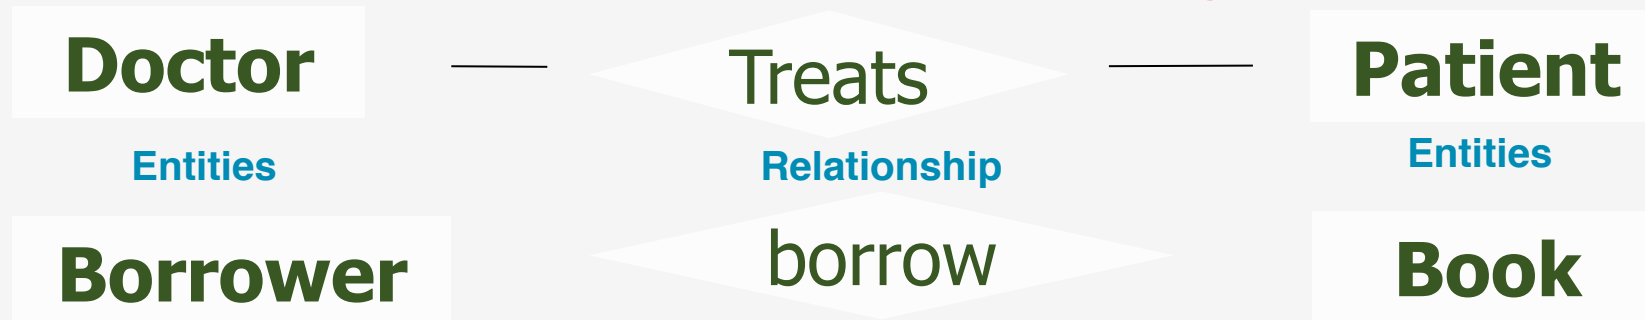 Doctor Treats Patient
Entities Relationship Entities
Borrower borrow Book